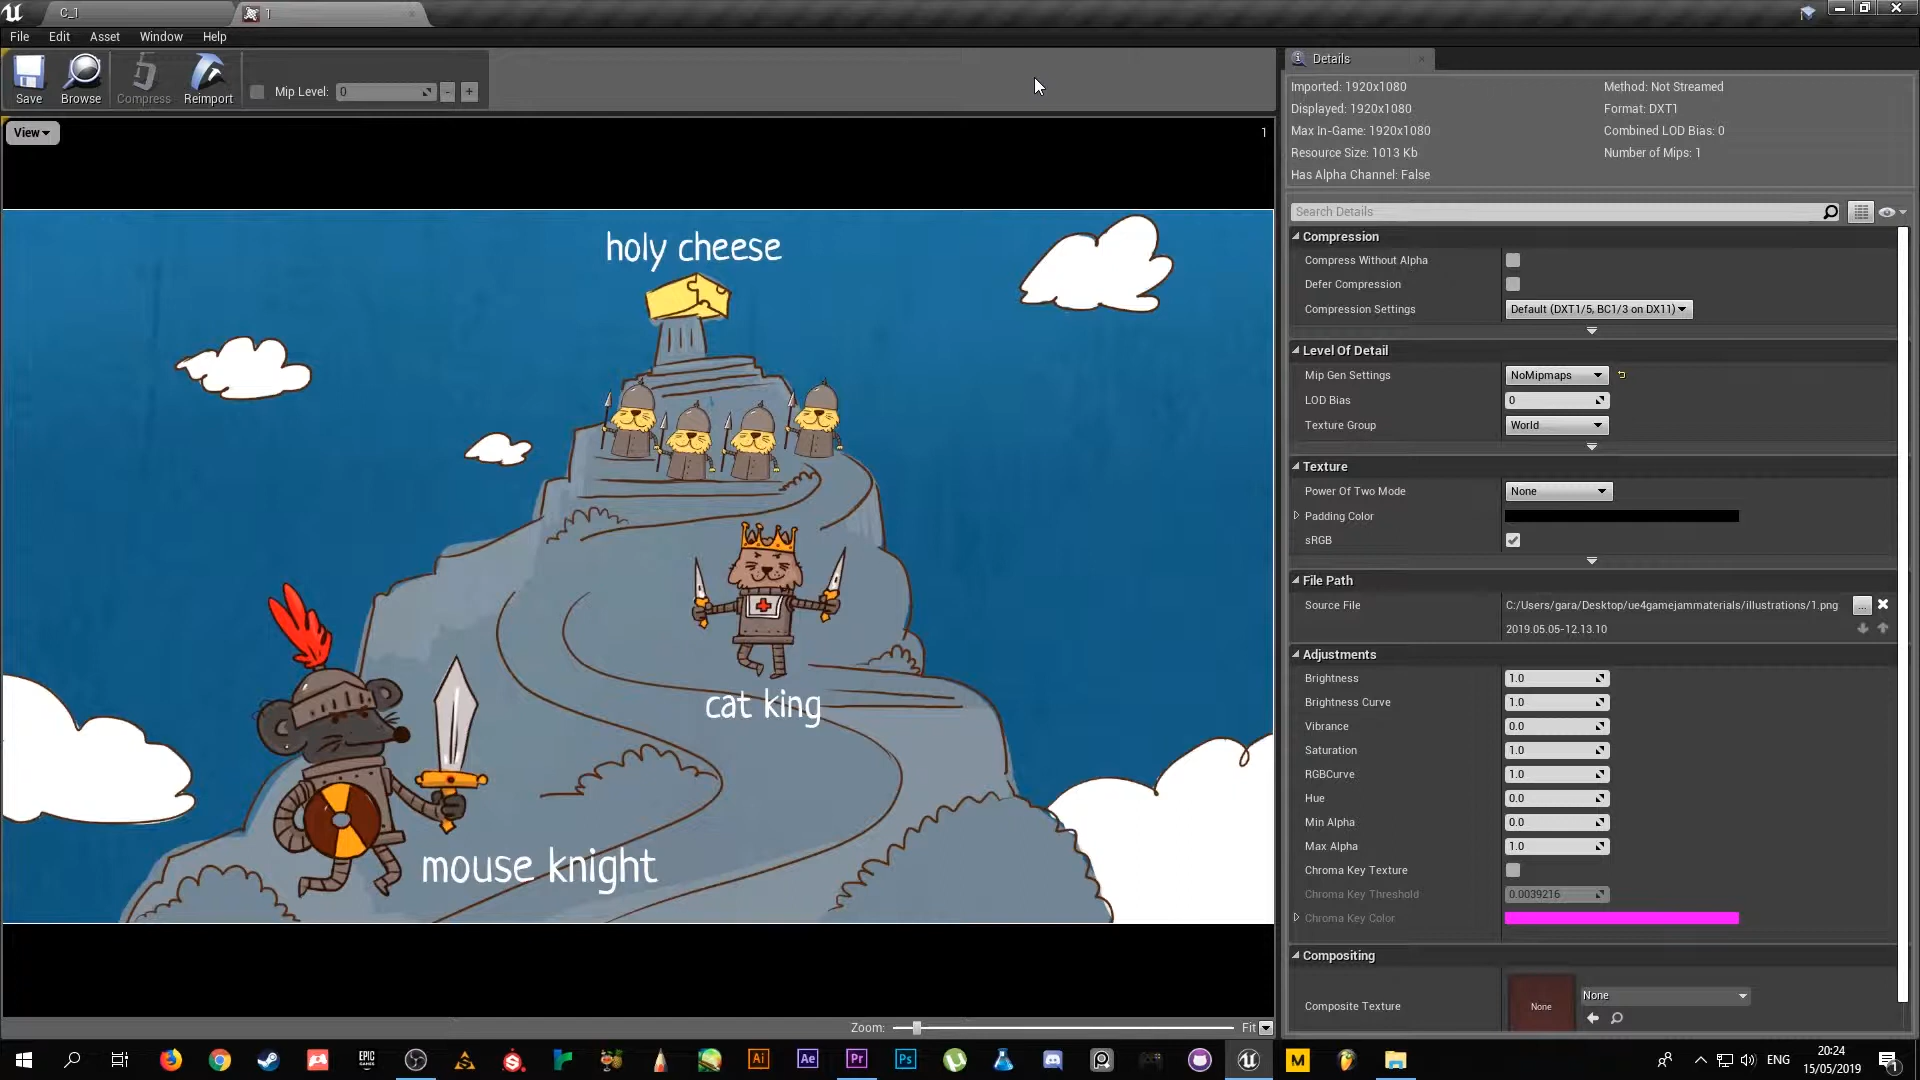 C_1
1
File Edit Asset Window Help
Save Browse Compress Reimport Mip Level: 0 - +
View
1
holy cheese
cat king
mouse knight
Zoom: Fit
Details
Imported: 1920x1080 Method: Not Streamed
Displayed: 1920x1080 Format: DXT1
Max In-Game: 1920x1080 Combined LOD Bias: 0
Resource Size: 1013 Kb Number of Mips: 1
Has Alpha Channel: False
Search Details
Compression
Compress Without Alpha
Defer Compression
Compression Settings Default (DXT1/5, BC1/3 on DX11)
Level Of Detail
Mip Gen Settings NoMipmaps
LOD Bias 0
Texture Group World
Texture
Power Of Two Mode None
Padding Color
sRGB
File Path
Source File C:/Users/gara/Desktop/ue4gamejammaterials/illustrations/1.png ...
2019.05.05-12.13.10
Adjustments
Brightness 1.0
Brightness Curve 1.0
Vibrance 0.0
Saturation 1.0
RGBCurve 1.0
Hue 0.0
Min Alpha 0.0
Max Alpha 1.0
Chroma Key Texture
Chroma Key Threshold 0.0039216
Chroma Key Color
Compositing
Composite Texture None None
EPIC GAMES Ai Ae Pr Ps M ENG 20:24
15/05/2019 1